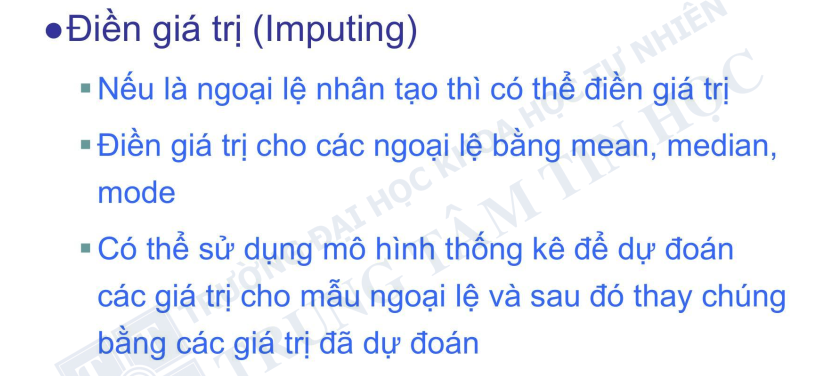 ●Điền giá trị (Imputing)
▪Nếu là ngoại lệ nhân tạo thì có thể điền giá trị
▪Điền giá trị cho các ngoại lệ bằng mean, median,
mode
▪Có thể sử dụng mô hình thống kê để dự đoán
các giá trị cho mẫu ngoại lệ và sau đó thay chúng
bằng các giá trị đã dự đoán
TRƯỜNG ĐẠI HỌC KHOA HỌC TỰ NHIÊN
TRUNG TÂM TIN HỌC